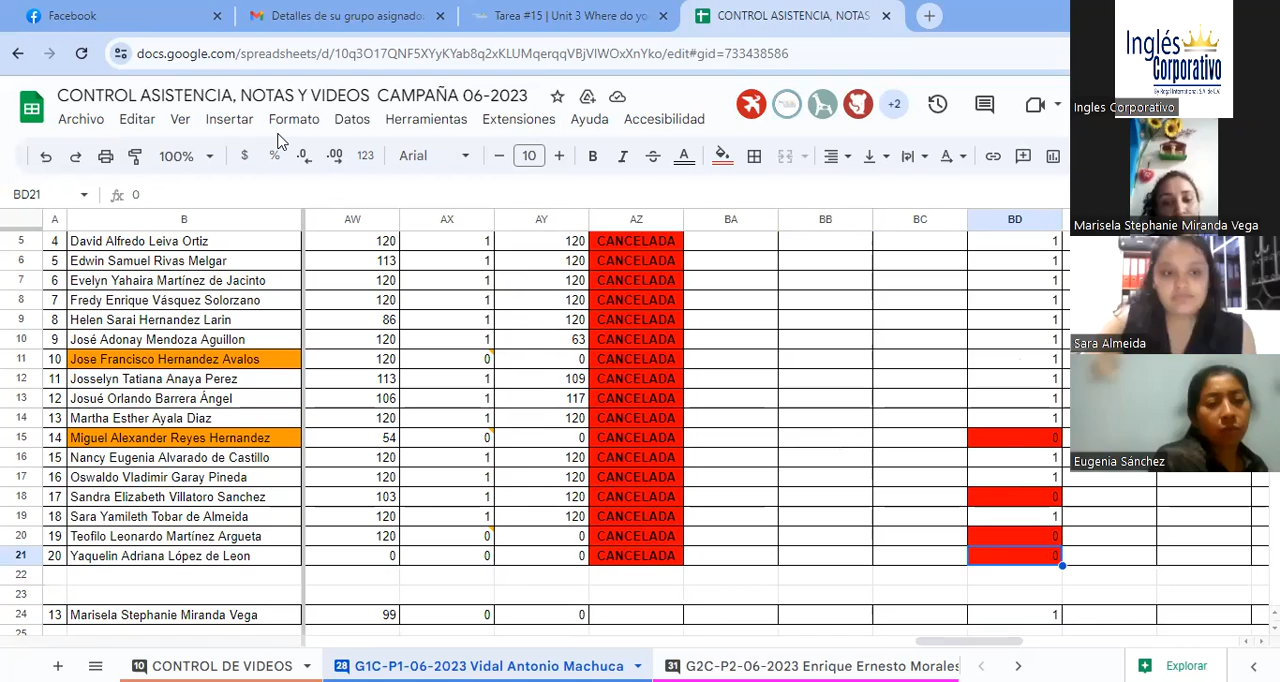 Facebook
Detalles de su grupo asignado
Tarea #15 | Unit 3 Where do yo
CONTROL ASISTENCIA, NOTAS
docs.google.com/spreadsheets/d/10q3O17QNF5XYyKYabxq2xKKUMqerqqVBjVIWOxXnYko/edit#gid=733438586
CONTROL ASISTENCIA, NOTAS Y VIDEOS CAMPAÑA 06-2023
+2
Archivo Editar Ver Insertar Formato Datos Herramientas Extensiones Ayuda Accesibilidad
100% $ % .0 .00 123 Arial 10 B I A A
BD21 fx 0
A B AW AX AY AZ BA BB BC BD
5 4 David Alfredo Leiva Ortiz 120 120 CANCELADA 1
6 5 Edwin Samuel Rivas Melgar 113 1 120 CANCELADA 1
7 6 Evelyn Yahaira Martínez de Jacinto 120 120 CANCELADA 1
8 7 Fredy Enrique Vásquez Solorzano 120 1 120 CANCELADA 1
9 8 Helen Sarai Hernandez Larin 86 1 120 CANCELADA 1
10 9 José Adonay Mendoza Aguillon 120 1 63 CANCELADA 1
11 10 Jose Francisco Hernandez Avalos 120 0 0 CANCELADA 1
12 11 Josselyn Tatiana Anaya Perez 113 1 109 CANCELADA 1
13 12 Josué Orlando Barrera Ángel 106 1 117 CANCELADA 1
14 13 Martha Esther Ayala Diaz 120 1 120 CANCELADA 1
15 14 Miguel Alexander Reyes Hernandez 54 0 0 CANCELADA 0
16 15 Nancy Eugenia Alvarado de Castillo 120 1 120 CANCELADA 1
17 16 Oswaldo Vladimir Garay Pineda 120 1 120 CANCELADA 1
18 17 Sandra Elizabeth Villatoro Sanchez 103 1 120 CANCELADA 0
19 18 Sara Yamileth Tobar de Almeida 120 1 120 CANCELADA 1
20 19 Teofilo Leonardo Martínez Argueta 120 0 0 CANCELADA 0
21 20 Yaquelin Adriana López de Leon 0 0 0 CANCELADA 0
22
23
24 13 Marisela Stephanie Miranda Vega 99 0 0 1
25
10 CONTROL DE VIDEOS 28 G1C-P1-06-2023 Vidal Antonio Machuca 31 G2C-P2-06-2023 Enrique Ernesto Morales Explorar
Inglés
Corporativo
Ingles Corporativo
Marisela Stephanie Miranda Vega
Sara Almeida
Eugenia Sánchez